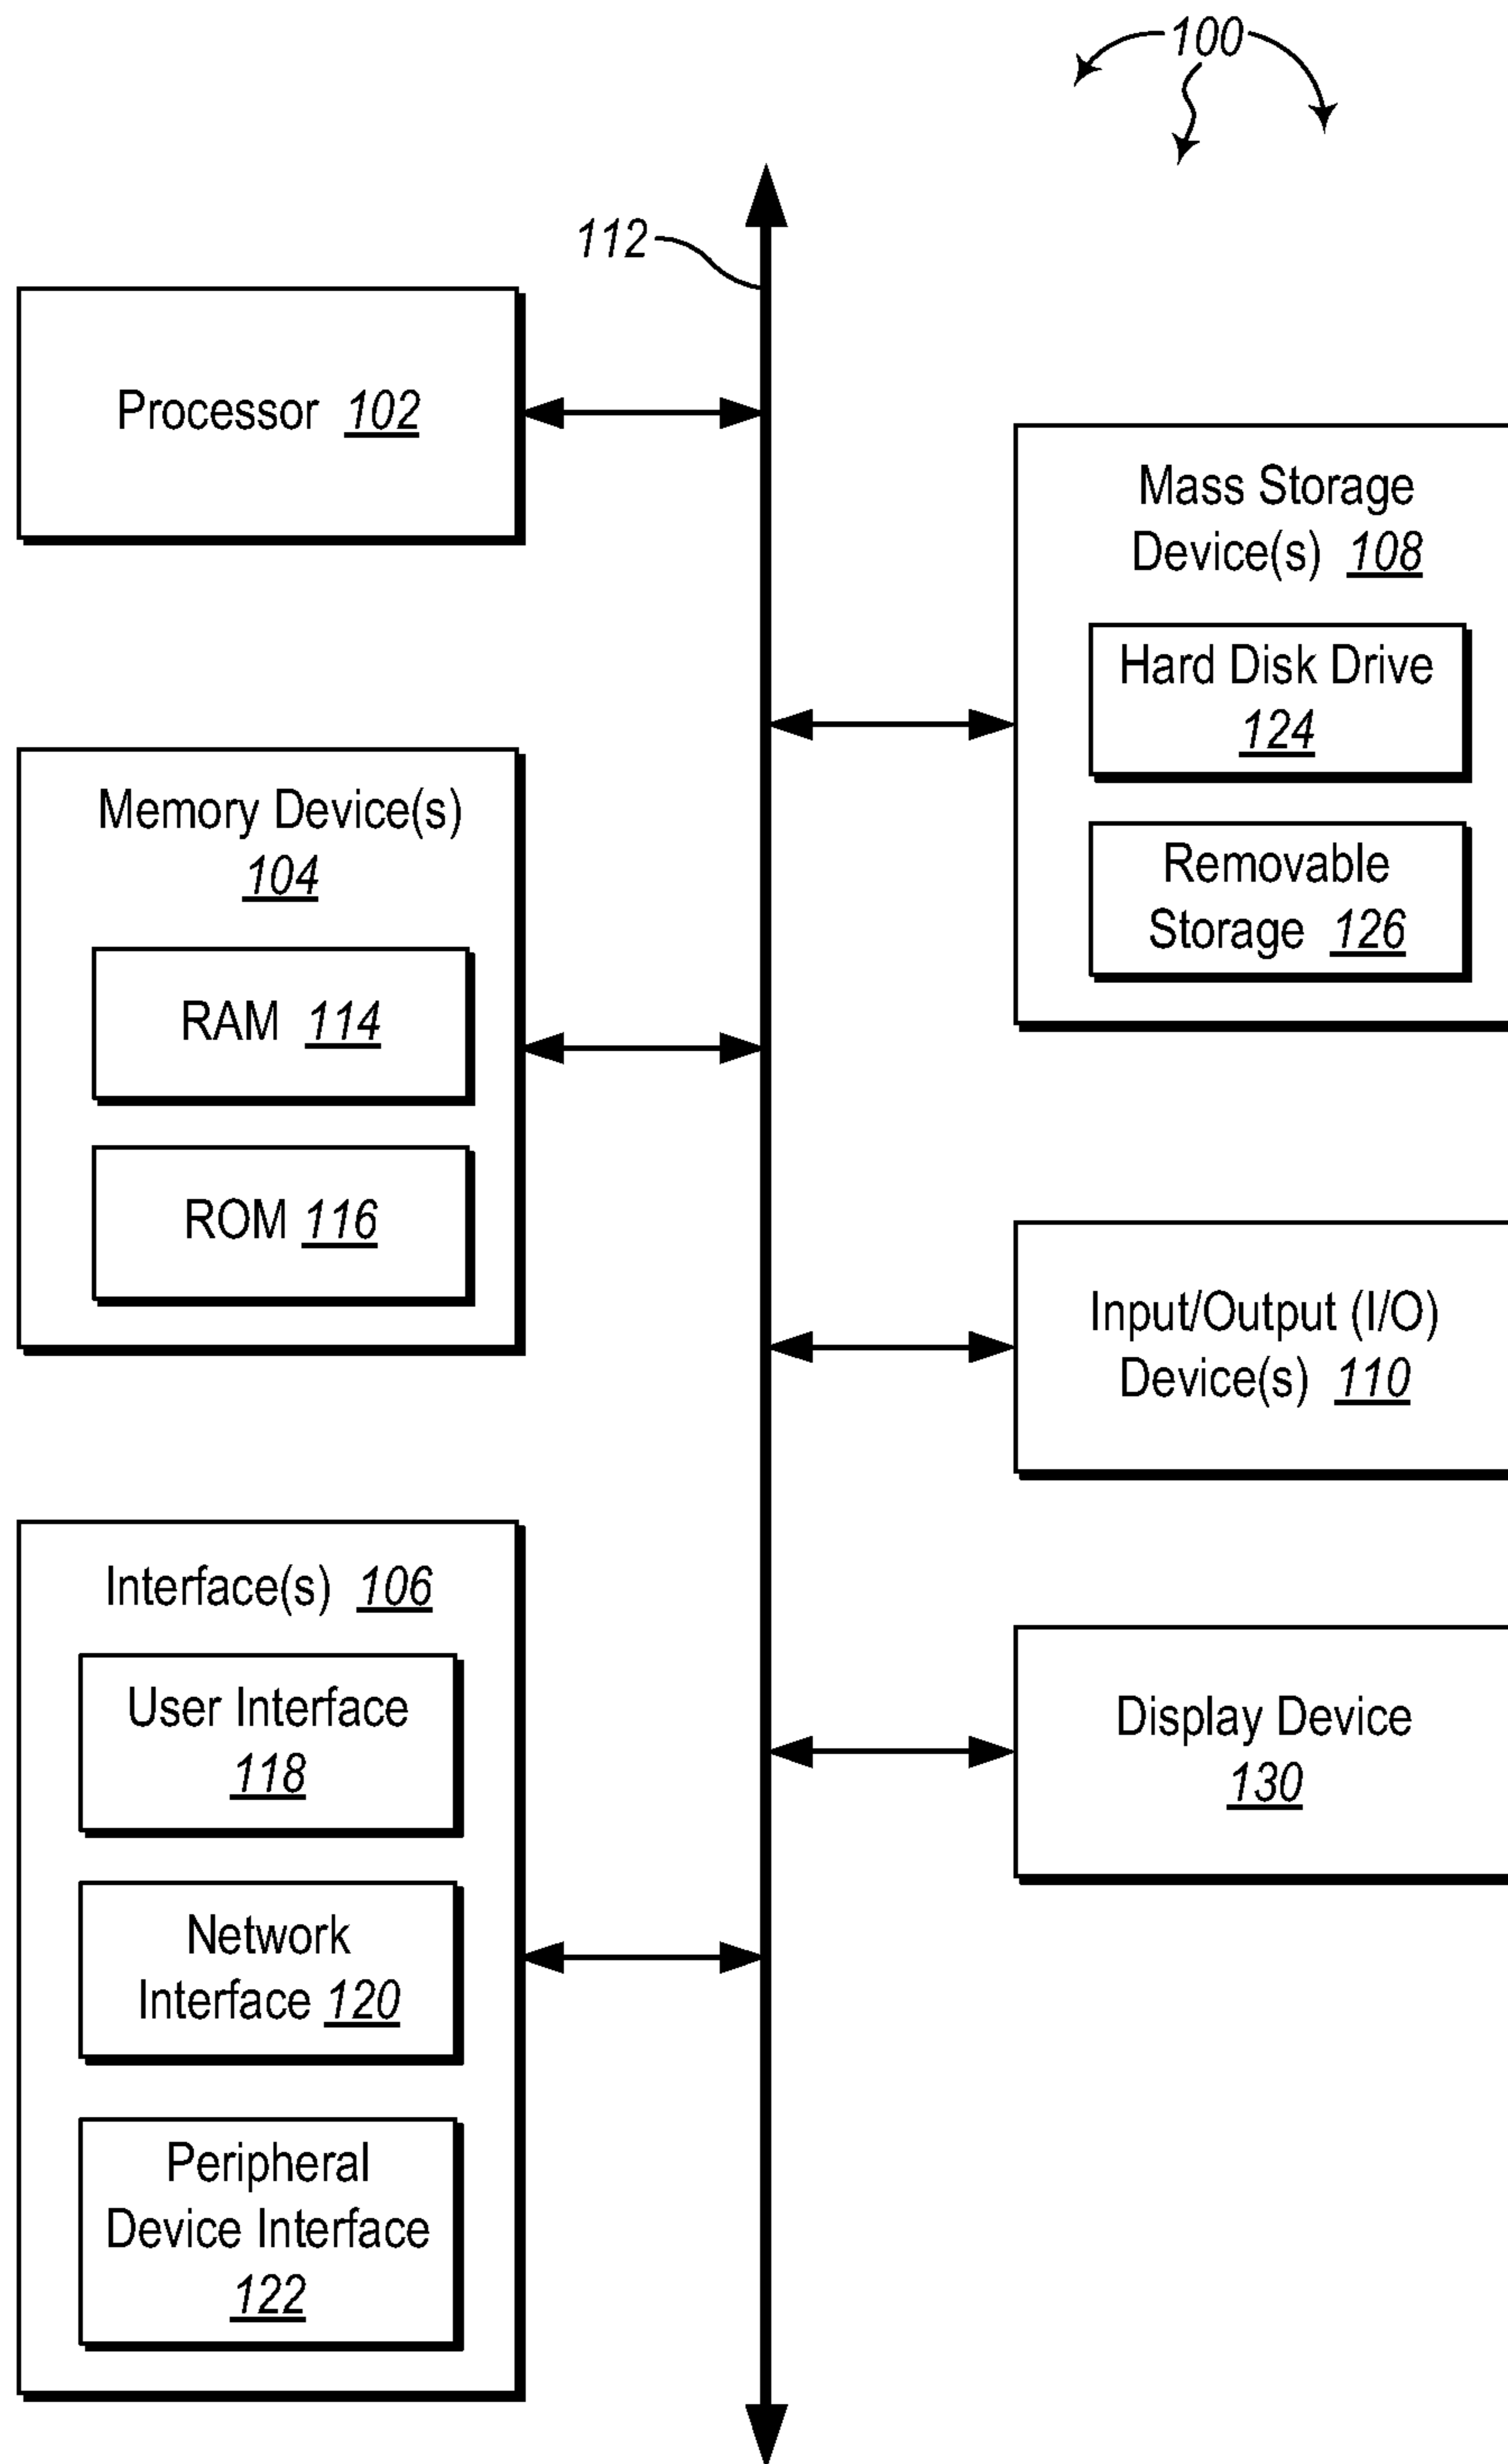 100
112
Processor 102
Mass Storage
Device(s) 108
Hard Disk Drive
124
Removable
Storage 126
Memory Device(s)
104
RAM 114
ROM 116
Input/Output (I/O)
Device(s) 110
Interface(s) 106
User Interface
118
Network
Interface 120
Peripheral
Device Interface
122
Display Device
130